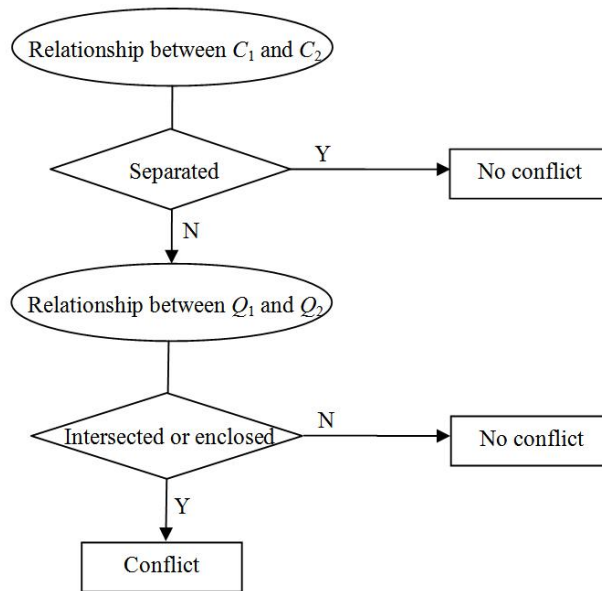 Relationship between C₁ and C₂
Separated
Y
No conflict
N
Relationship between Q₁ and Q₂
Intersected or enclosed
N
No conflict
Y
Conflict